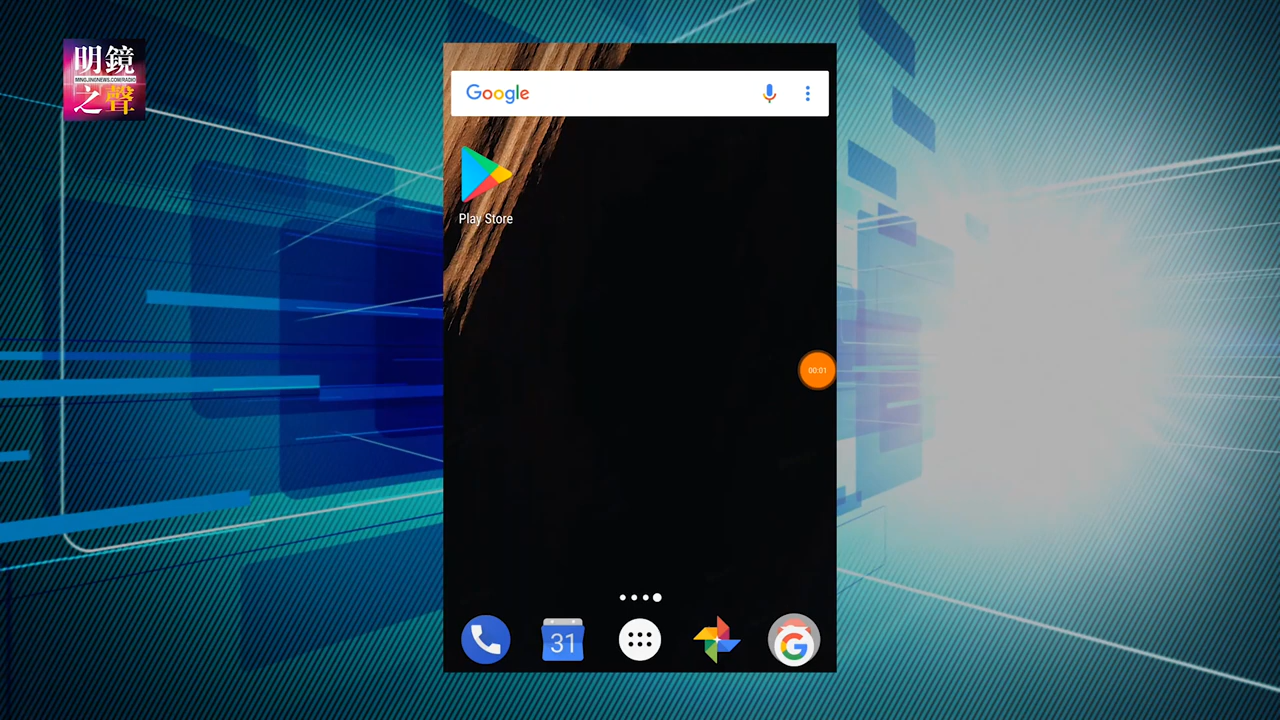 明鏡
MINGJINGNEWS.COM/RADIO
之聲
Google
Play Store
00:01
31
G